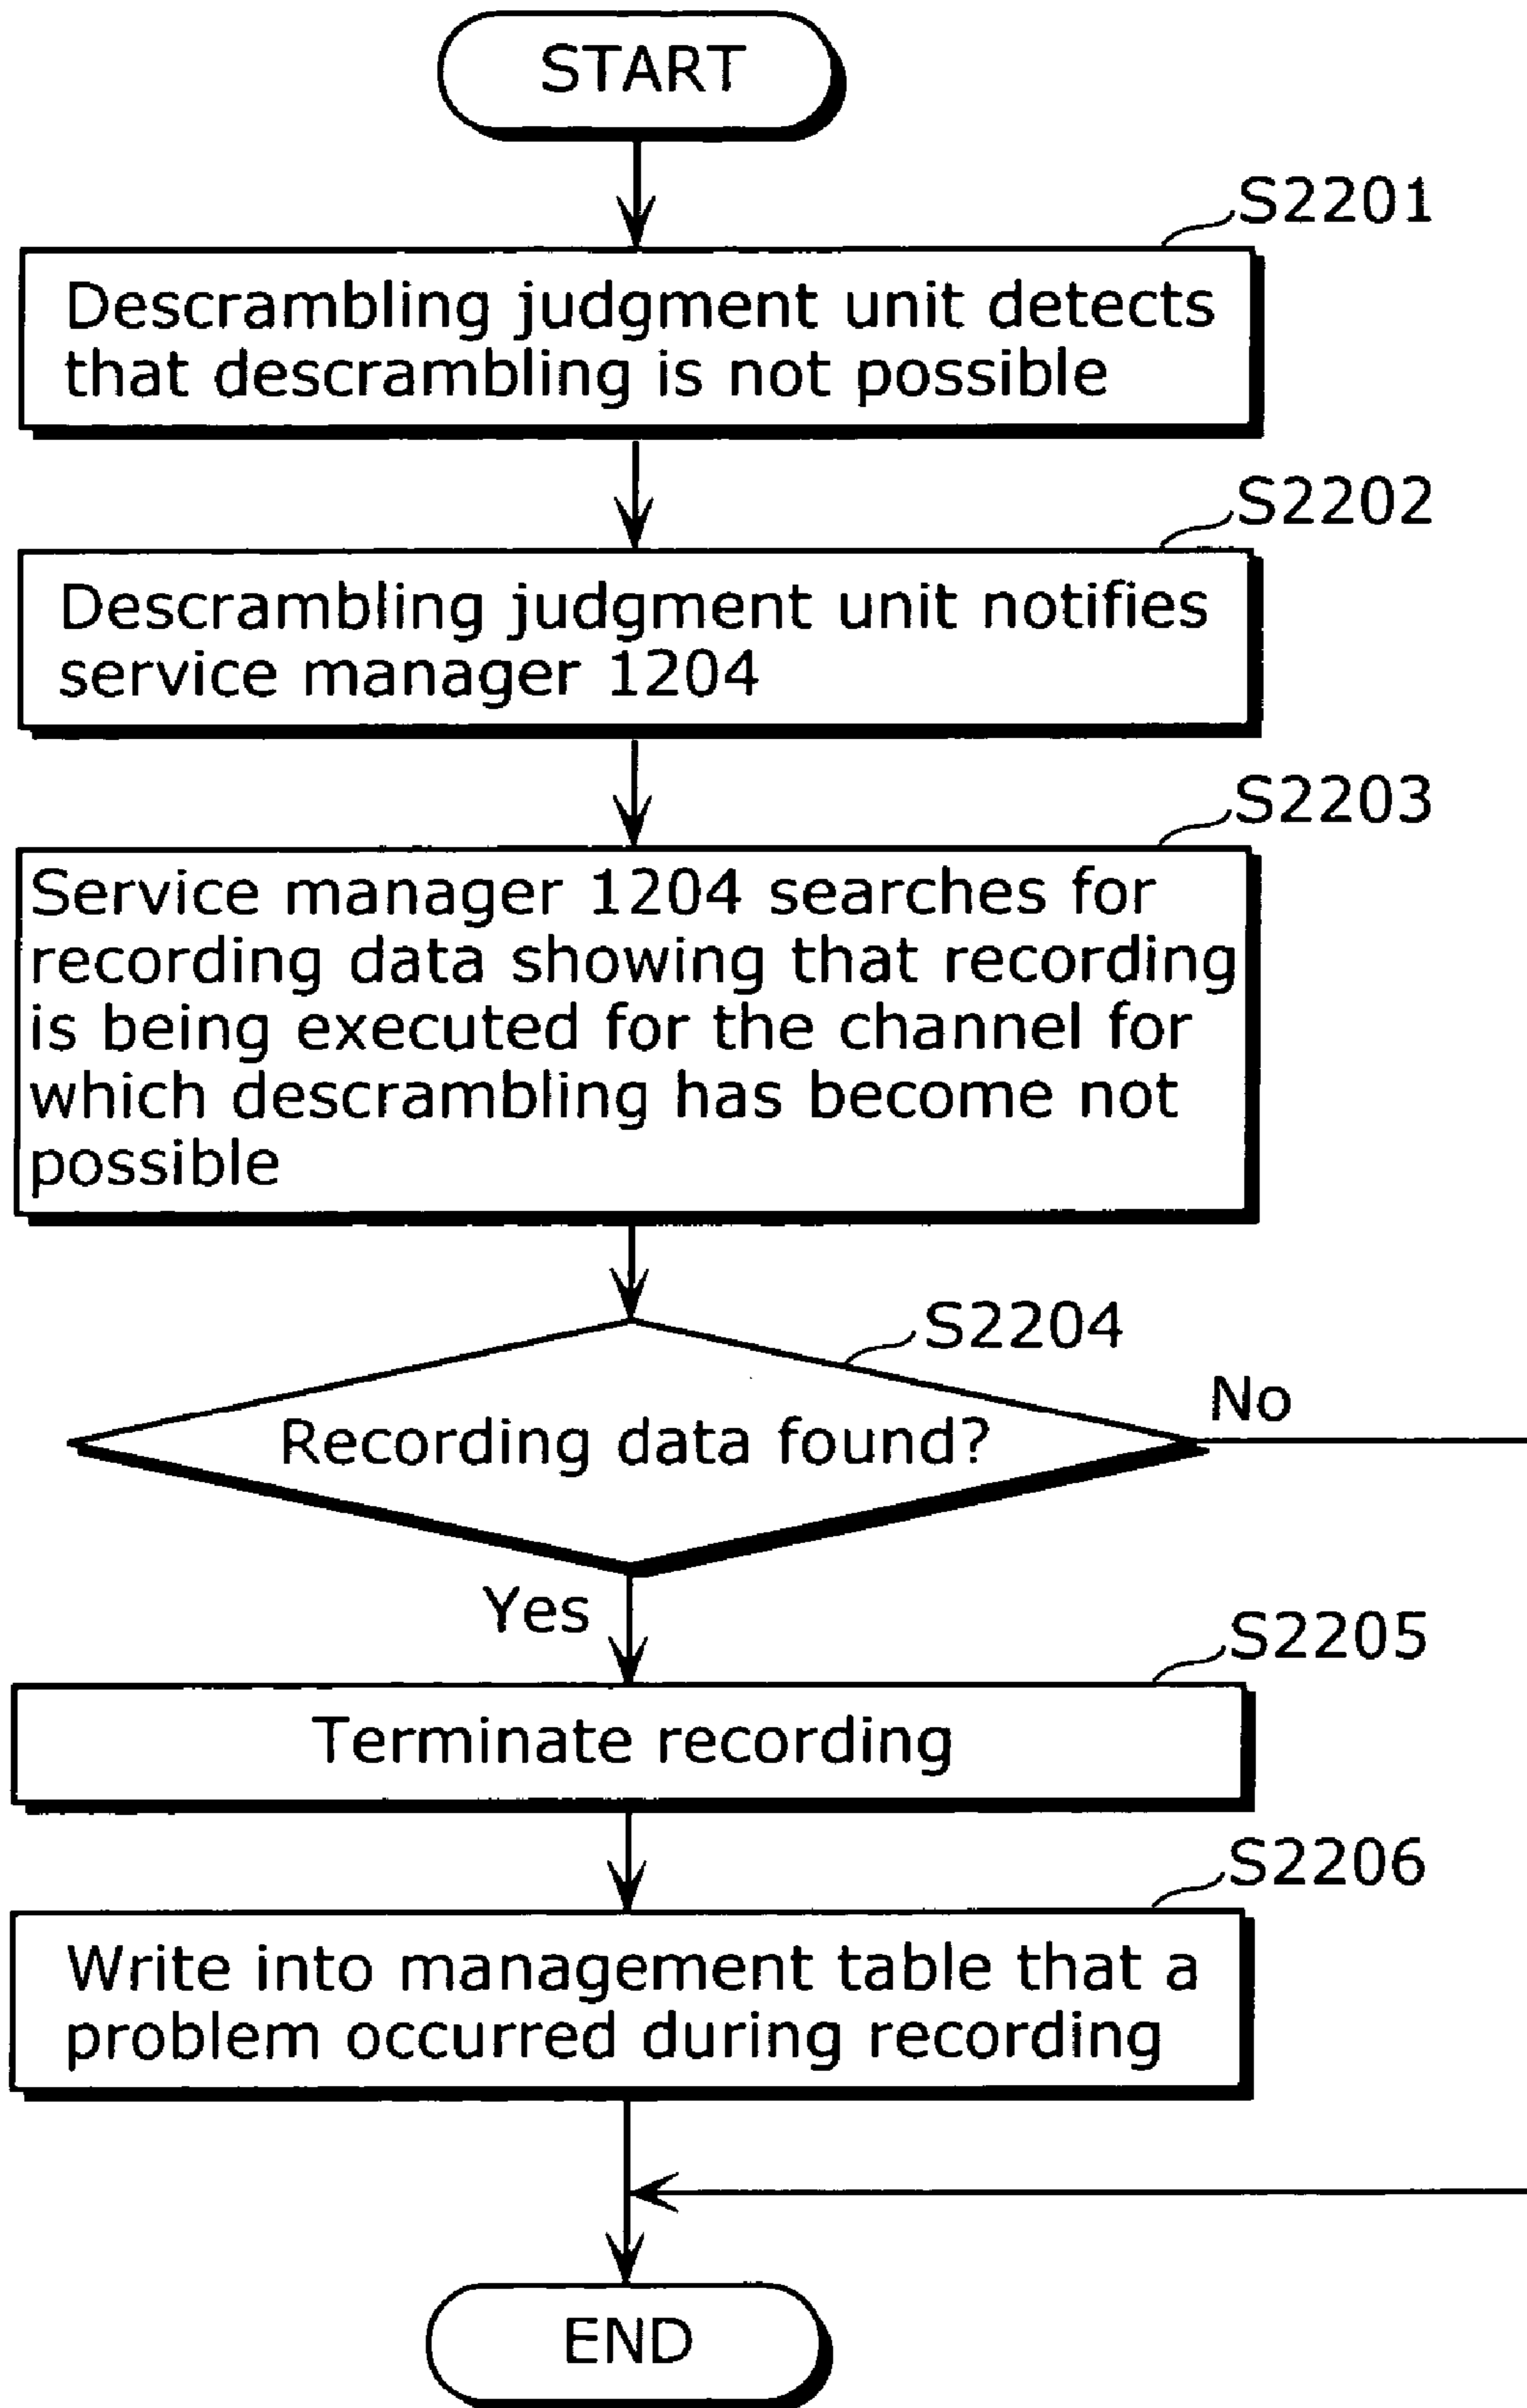 START
S2201
Descrambling judgment unit detects
that descrambling is not possible
S2202
Descrambling judgment unit notifies
service manager 1204
S2203
Service manager 1204 searches for
recording data showing that recording
is being executed for the channel for
which descrambling has become not
possible
S2204
Recording data found?
No
Yes
S2205
Terminate recording
S2206
Write into management table that a
problem occurred during recording
END